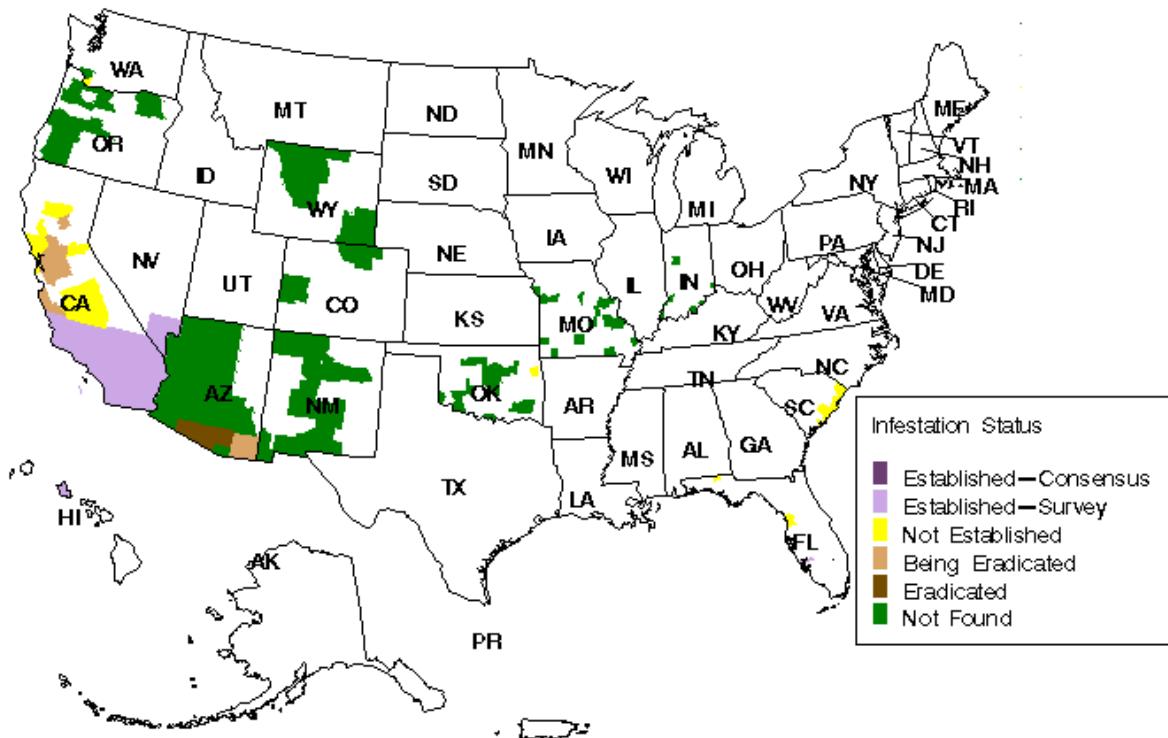 WA
MT
ND
ME
MN
VT
OR
NH
ID
SD
WI
NY
MA
WY
MI
RI
CT
IA
PA
NJ
NE
NV
OH
DE
UT
IL
IN
MD
CA
CO
WV
KS
MO
VA
KY
NC
TN
AZ
OK
NM
AR
SC
MS
AL
GA
TX
LA
HI
FL
AK
PR
Infestation Status
Established—Consensus
Established—Survey
Not Established
Being Eradicated
Eradicated
Not Found